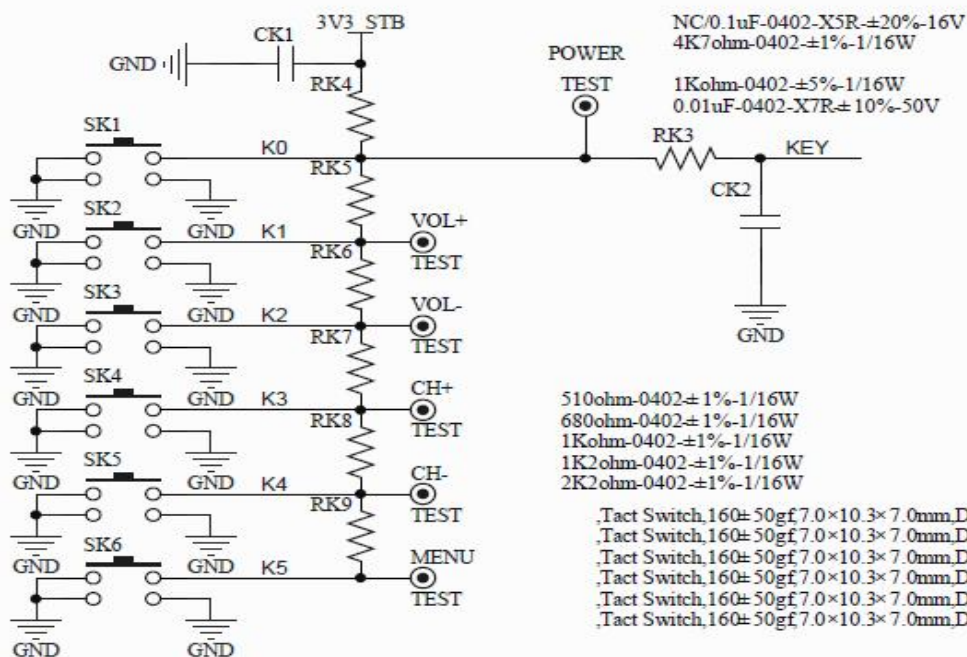 3V3_STB
NC/0.1uF-0402-X5R-±20%-16V
CK1
4K7ohm-0402-±1%-1/16W
GND
POWER
TEST
RK4
1Kohm-0402-±5%-1/16W
0.01uF-0402-X7R-±10%-50V
SK1
K0
RK5
RK3
KEY
CK2
GND
GND
SK2
K1
RK6
VOL+
TEST
GND
GND
SK3
K2
RK7
VOL-
TEST
GND
GND
GND
SK4
K3
RK8
CH+
TEST
510ohm-0402-±1%-1/16W
680ohm-0402-±1%-1/16W
1Kohm-0402-±1%-1/16W
1K2ohm-0402-±1%-1/16W
2K2ohm-0402-±1%-1/16W
GND
GND
SK5
K4
RK9
CH-
TEST
GND
GND
SK6
K5
MENU
TEST
GND
GND
,Tact Switch,160±50gf,7.0×10.3×7.0mm,D
,Tact Switch,160±50gf,7.0×10.3×7.0mm,D
,Tact Switch,160±50gf,7.0×10.3×7.0mm,D
,Tact Switch,160±50gf,7.0×10.3×7.0mm,D
,Tact Switch,160±50gf,7.0×10.3×7.0mm,D
,Tact Switch,160±50gf,7.0×10.3×7.0mm,D